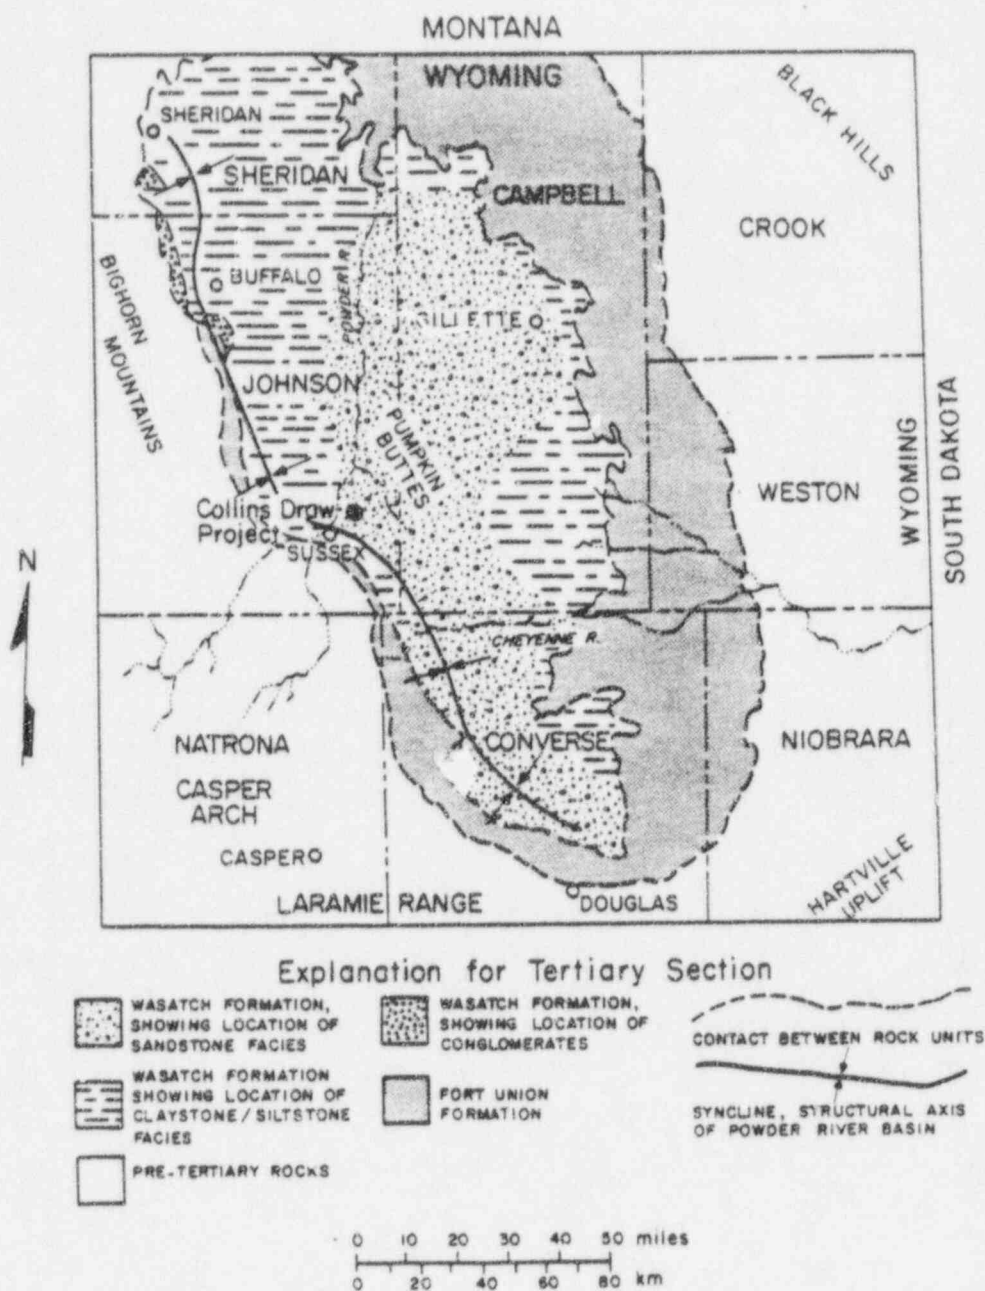 MONTANA
WYOMING
BLACK HILLS
SHERIDAN
SHERIDAN
CAMPBELL
CROOK
BIGHORN
MOUNTAINS
BUFFALO
POWDER R.
GILLETTE
JOHNSON
PUMPKIN
BUTTES
WYOMING
SOUTH DAKOTA
WESTON
Collins Draw
Project
SUSSEX
N
CHEYENNE R.
NATRONA
CONVERSE
NIOBRARA
CASPER
ARCH
CASPER
HARTVILLE
UPLIFT
LARAMIE RANGE
DOUGLAS
Explanation for Tertiary Section
WASATCH FORMATION,
SHOWING LOCATION OF
SANDSTONE FACIES
WASATCH FORMATION,
SHOWING LOCATION OF
CONGLOMERATES
CONTACT BETWEEN ROCK UNITS
WASATCH FORMATION
SHOWING LOCATION OF
CLAYSTONE/SILTSTONE
FACIES
FORT UNION
FORMATION
SYNCLINE, STRUCTURAL AXIS
OF POWDER RIVER BASIN
PRE-TERTIARY ROCKS
0 10 20 30 40 50 miles
0 20 40 60 80 km